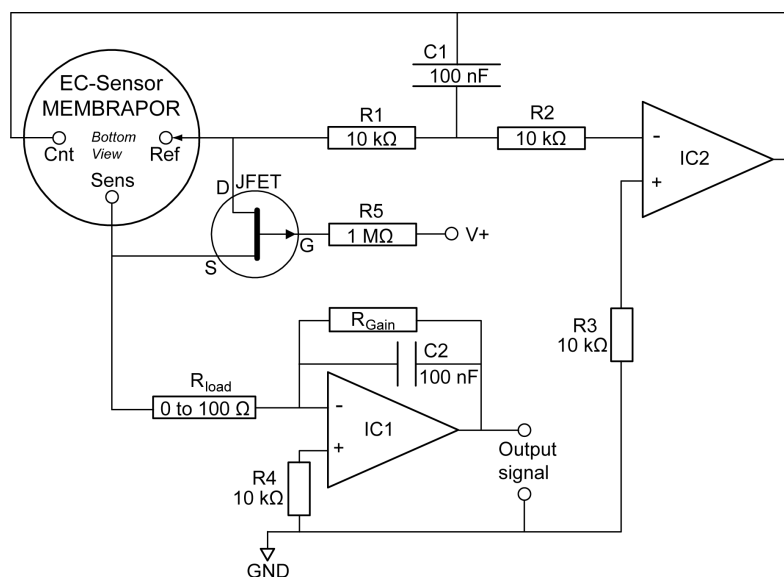 C1
100 nF
EC-Sensor
MEMBRAPOR
Bottom
View
Cnt
Ref
Sens
R1
10 kΩ
R2
10 kΩ
-
+
IC2
D
JFET
S
G
R5
1 MΩ
V+
R3
10 kΩ
RGain
C2
100 nF
Rload
0 to 100 Ω
-
+
IC1
R4
10 kΩ
Output
signal
GND